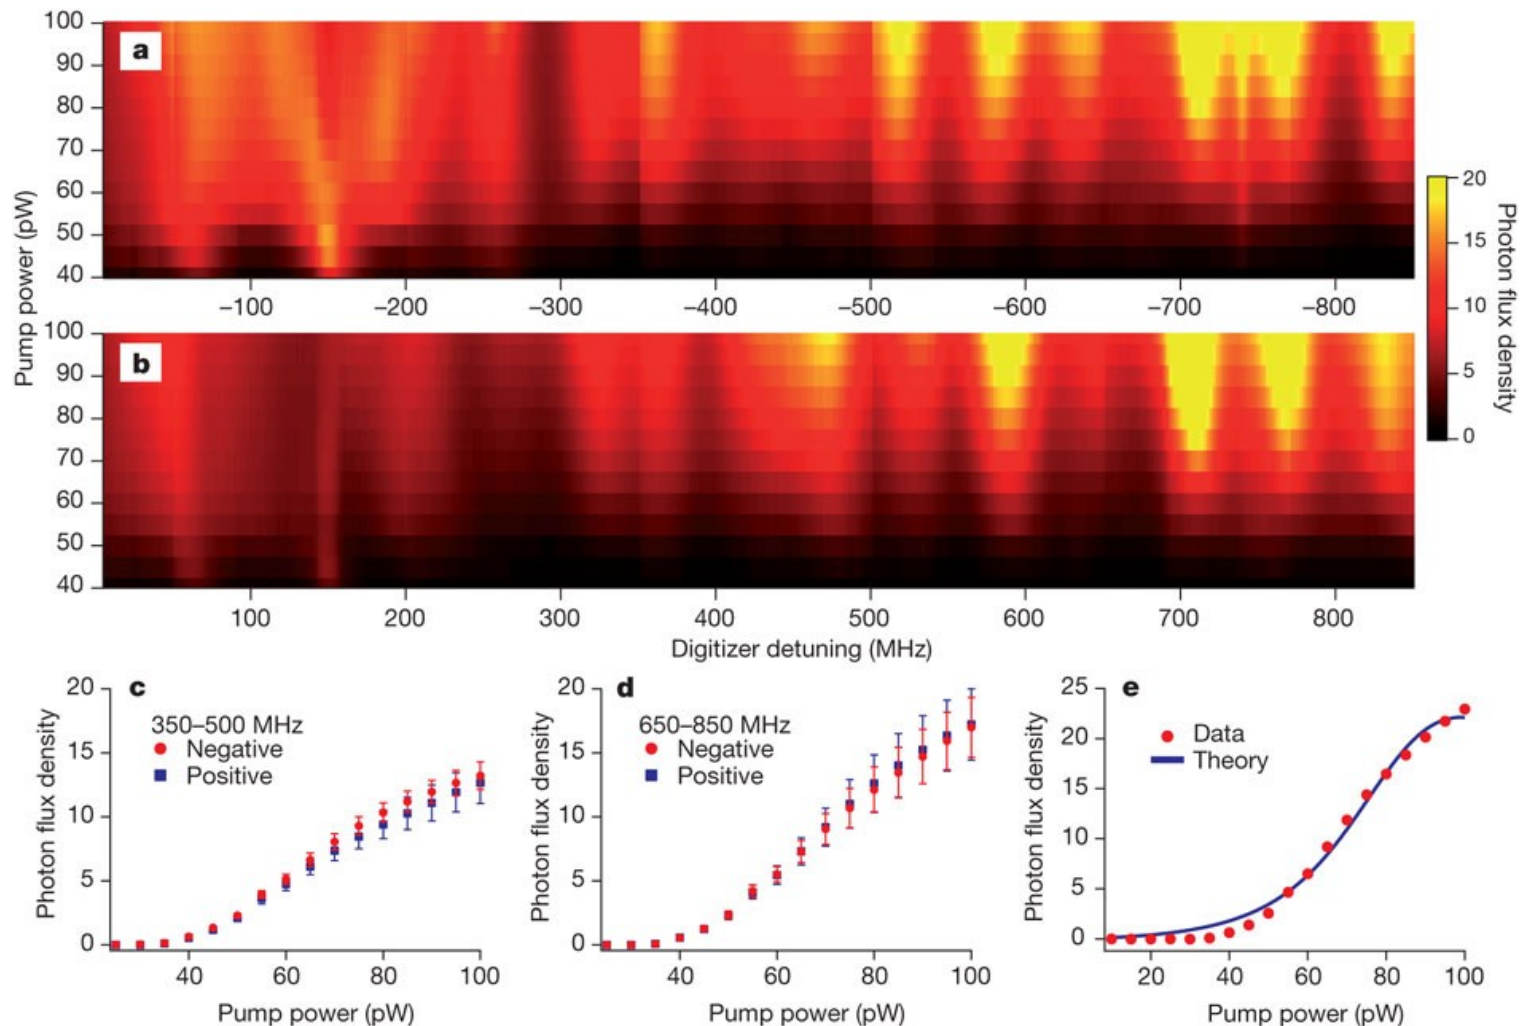 a
100
90
80
70
60
50
40
−100 −200 −300 −400 −500 −600 −700 −800
b
100
90
80
70
60
50
40
100 200 300 400 500 600 700 800
Pump power (pW)
Digitizer detuning (MHz)
20
15
10
5
0
Photon flux density
c
350–500 MHz
Negative
Positive
20
15
10
5
0
Photon flux density
40 60 80 100
Pump power (pW)
d
650–850 MHz
Negative
Positive
20
15
10
5
0
Photon flux density
40 60 80 100
Pump power (pW)
e
Data
Theory
25
20
15
10
5
0
Photon flux density
20 40 60 80 100
Pump power (pW)